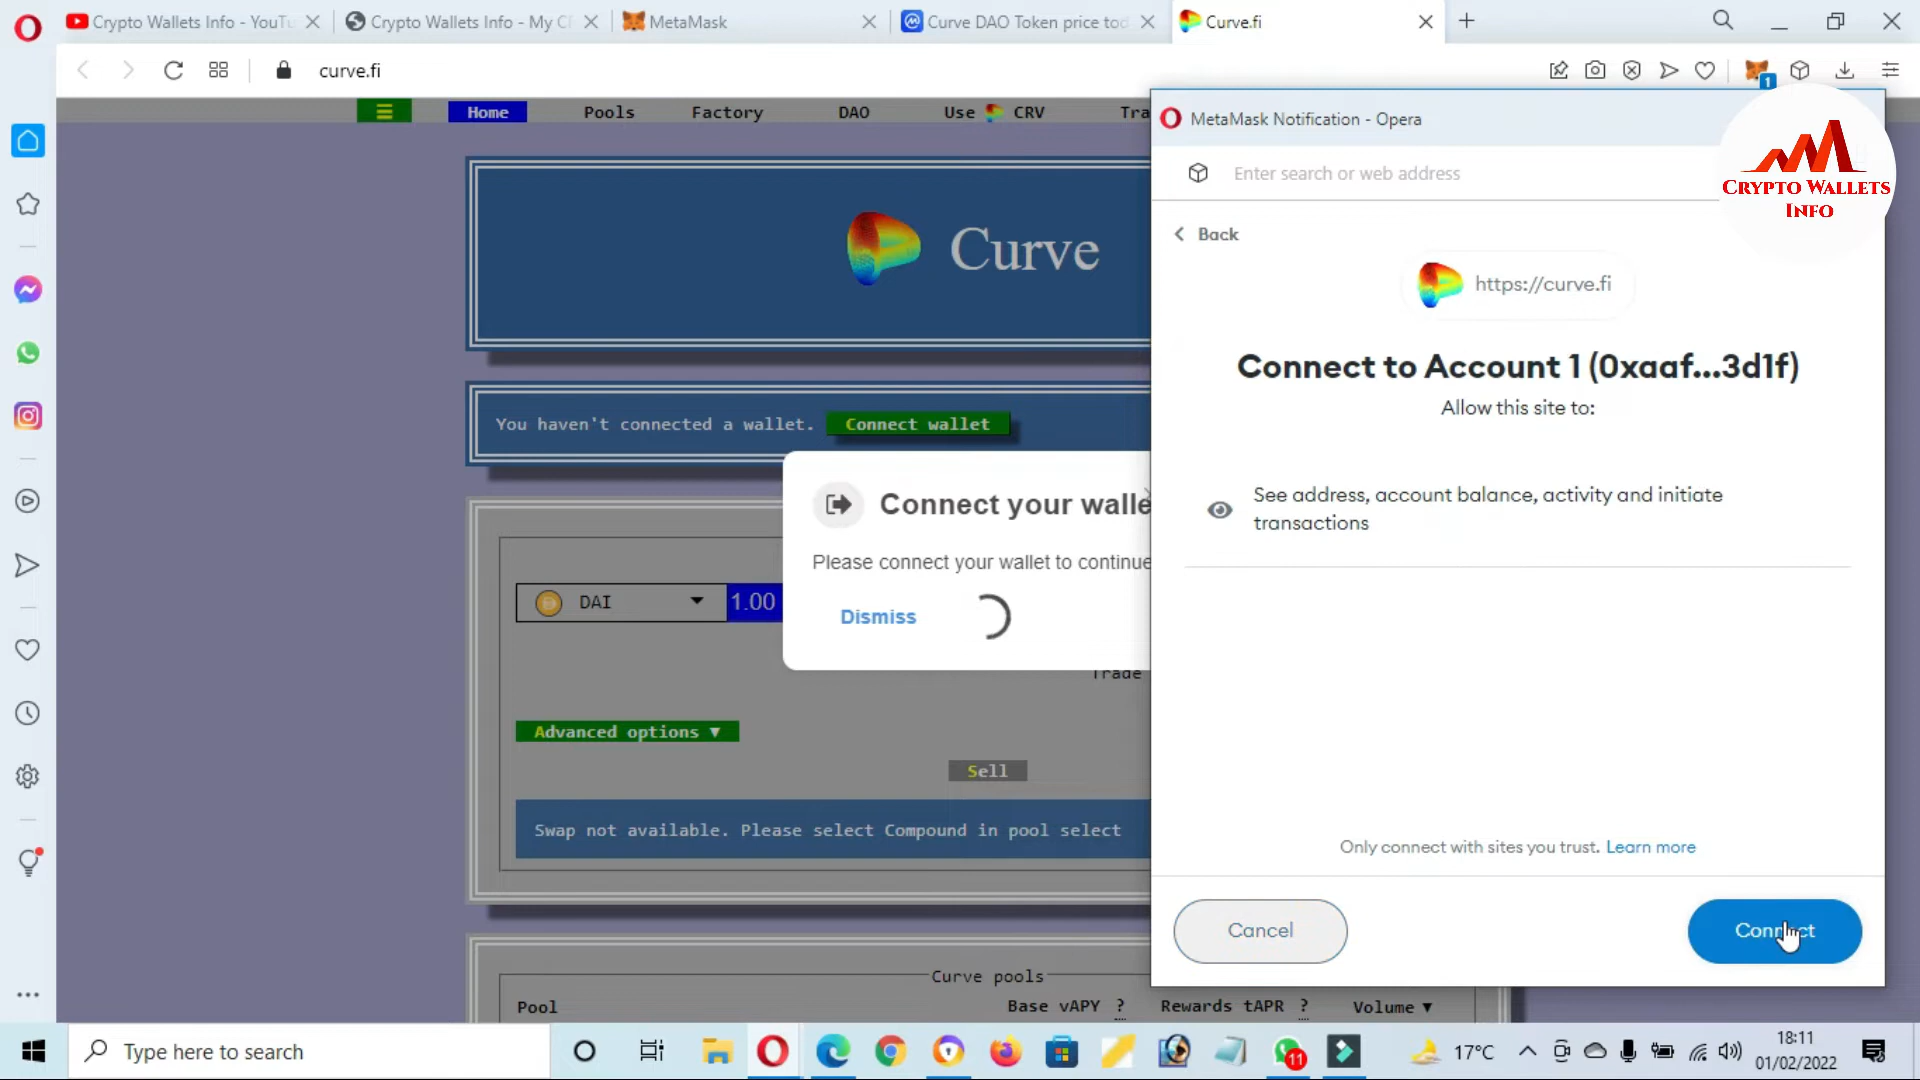 Crypto Wallets Info - YouTu
Crypto Wallets Info - My C
MetaMask
Curve DAO Token price tod
Curve.fi
curve.fi
1
Home
Pools
Factory
DAO
Use CRV
Tra
MetaMask Notification - Opera
Enter search or web address
CRYPTO WALLETS
INFO
Back
https://curve.fi
Curve
Connect to Account 1 (0xaaf...3d1f)
Allow this site to:
You haven't connected a wallet.
Connect wallet
See address, account balance, activity and initiate
transactions
Connect your walle
Please connect your wallet to continue
Dismiss
DAI
1.00
Trade
Advanced options ▼
Sell
Swap not available. Please select Compound in pool select
Only connect with sites you trust. Learn more
Cancel
Connect
Curve pools
Pool
Base vAPY ?
Rewards tAPR ?
Volume ▼
Type here to search
11
17°C
18:11
01/02/2022